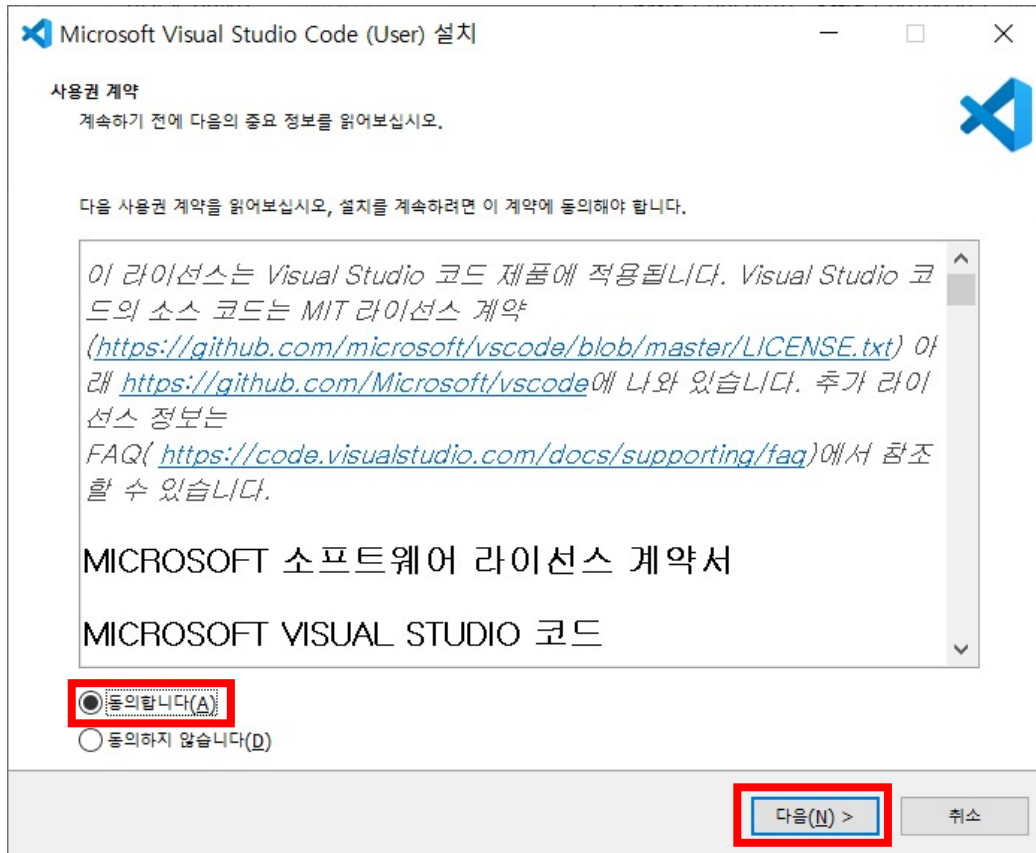 Microsoft Visual Studio Code (User) 설치
사용권 계약
계속하기 전에 다음의 중요 정보를 읽어보십시오.
다음 사용권 계약을 읽어보십시오, 설치를 계속하려면 이 계약에 동의해야 합니다.
이 라이선스는 Visual Studio 코드 제품에 적용됩니다. Visual Studio 코
드의 소스 코드는 MIT 라이선스 계약
(https://github.com/microsoft/vscode/blob/master/LICENSE.txt) 아
래 https://github.com/Microsoft/vscode에 나와 있습니다. 추가 라이
선스 정보는
FAQ( https://code.visualstudio.com/docs/supporting/faq)에서 참조
할 수 있습니다.
MICROSOFT 소프트웨어 라이선스 계약서
MICROSOFT VISUAL STUDIO 코드
동의합니다(A)
동의하지 않습니다(D)
다음(N) > 취소